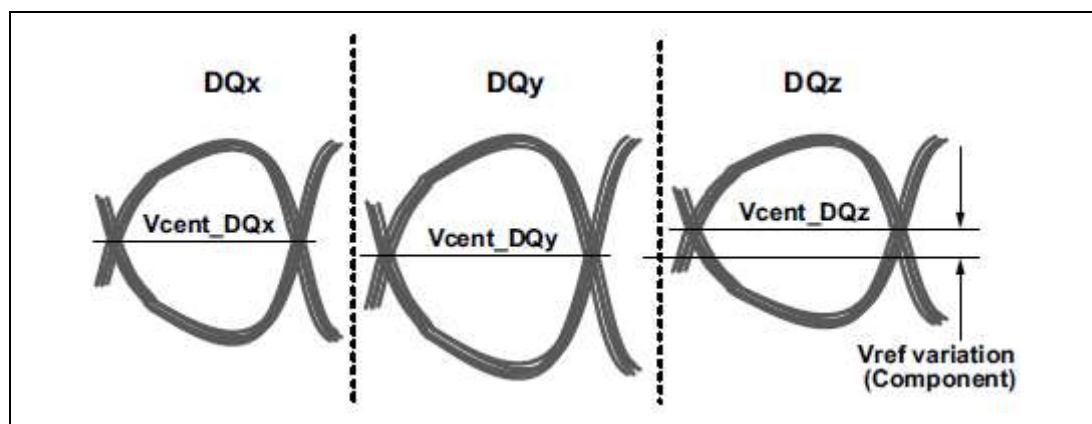 DQx
DQy
DQz
Vcent_DQx
Vcent_DQy
Vcent_DQz
Vref variation
(Component)